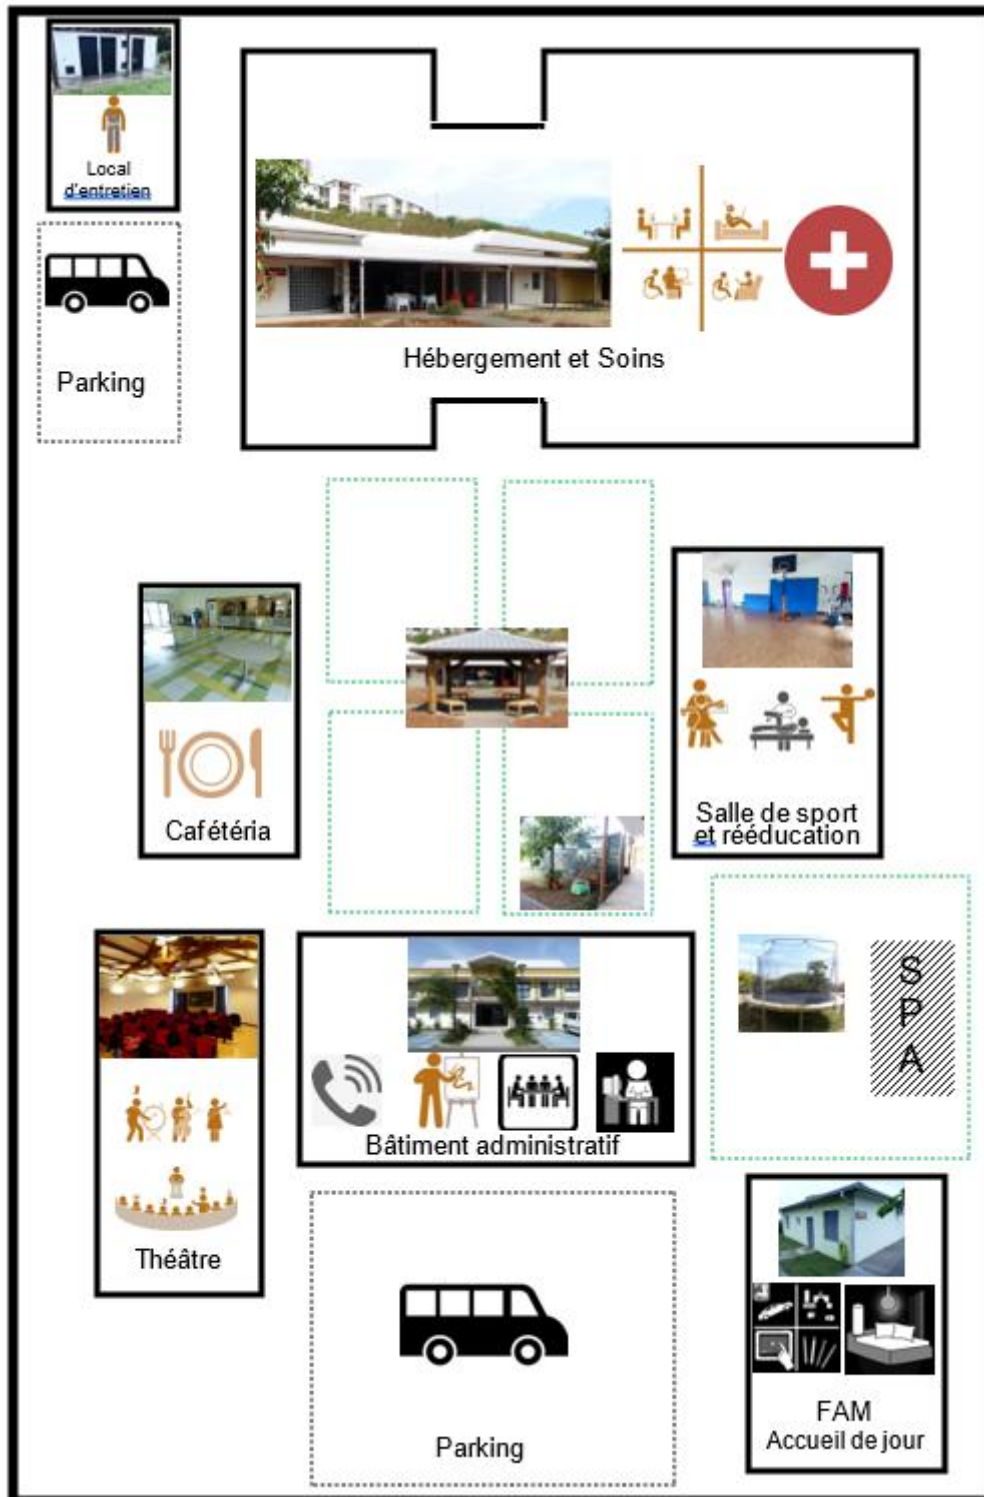 Local
d'entretien
Parking
Hébergement et Soins
Cafétéria
Salle de sport
et rééducation
S
P
A
Théâtre
Bâtiment administratif
Parking
FAM
Accueil de jour